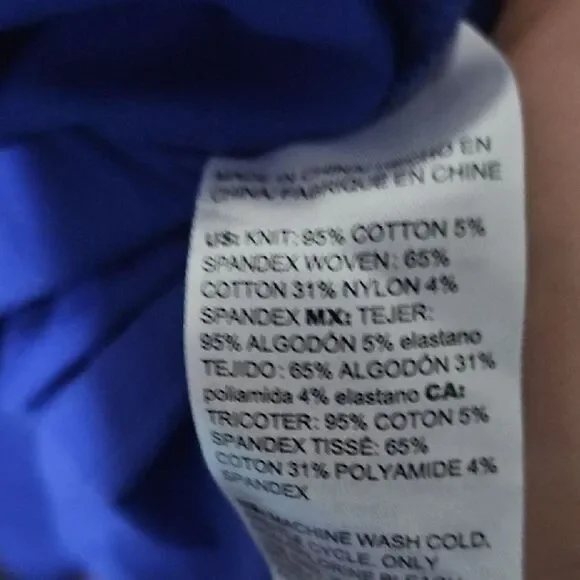 MADE IN CHINA/HECHO EN
CHINA/FABRIQUÉ EN CHINE
US: KNIT: 95% COTTON 5%
SPANDEX WOVEN: 65%
COTTON 31% NYLON 4%
SPANDEX MX: TEJER:
95% ALGODÓN 5% elastano
TEJIDO: 65% ALGODÓN 31%
poliamida 4% elastano CA:
TRICOTER: 95% COTON 5%
SPANDEX TISSÉ: 65%
COTON 31% POLYAMIDE 4%
SPANDEX
MACHINE WASH COLD,
CYCLE. ONLY